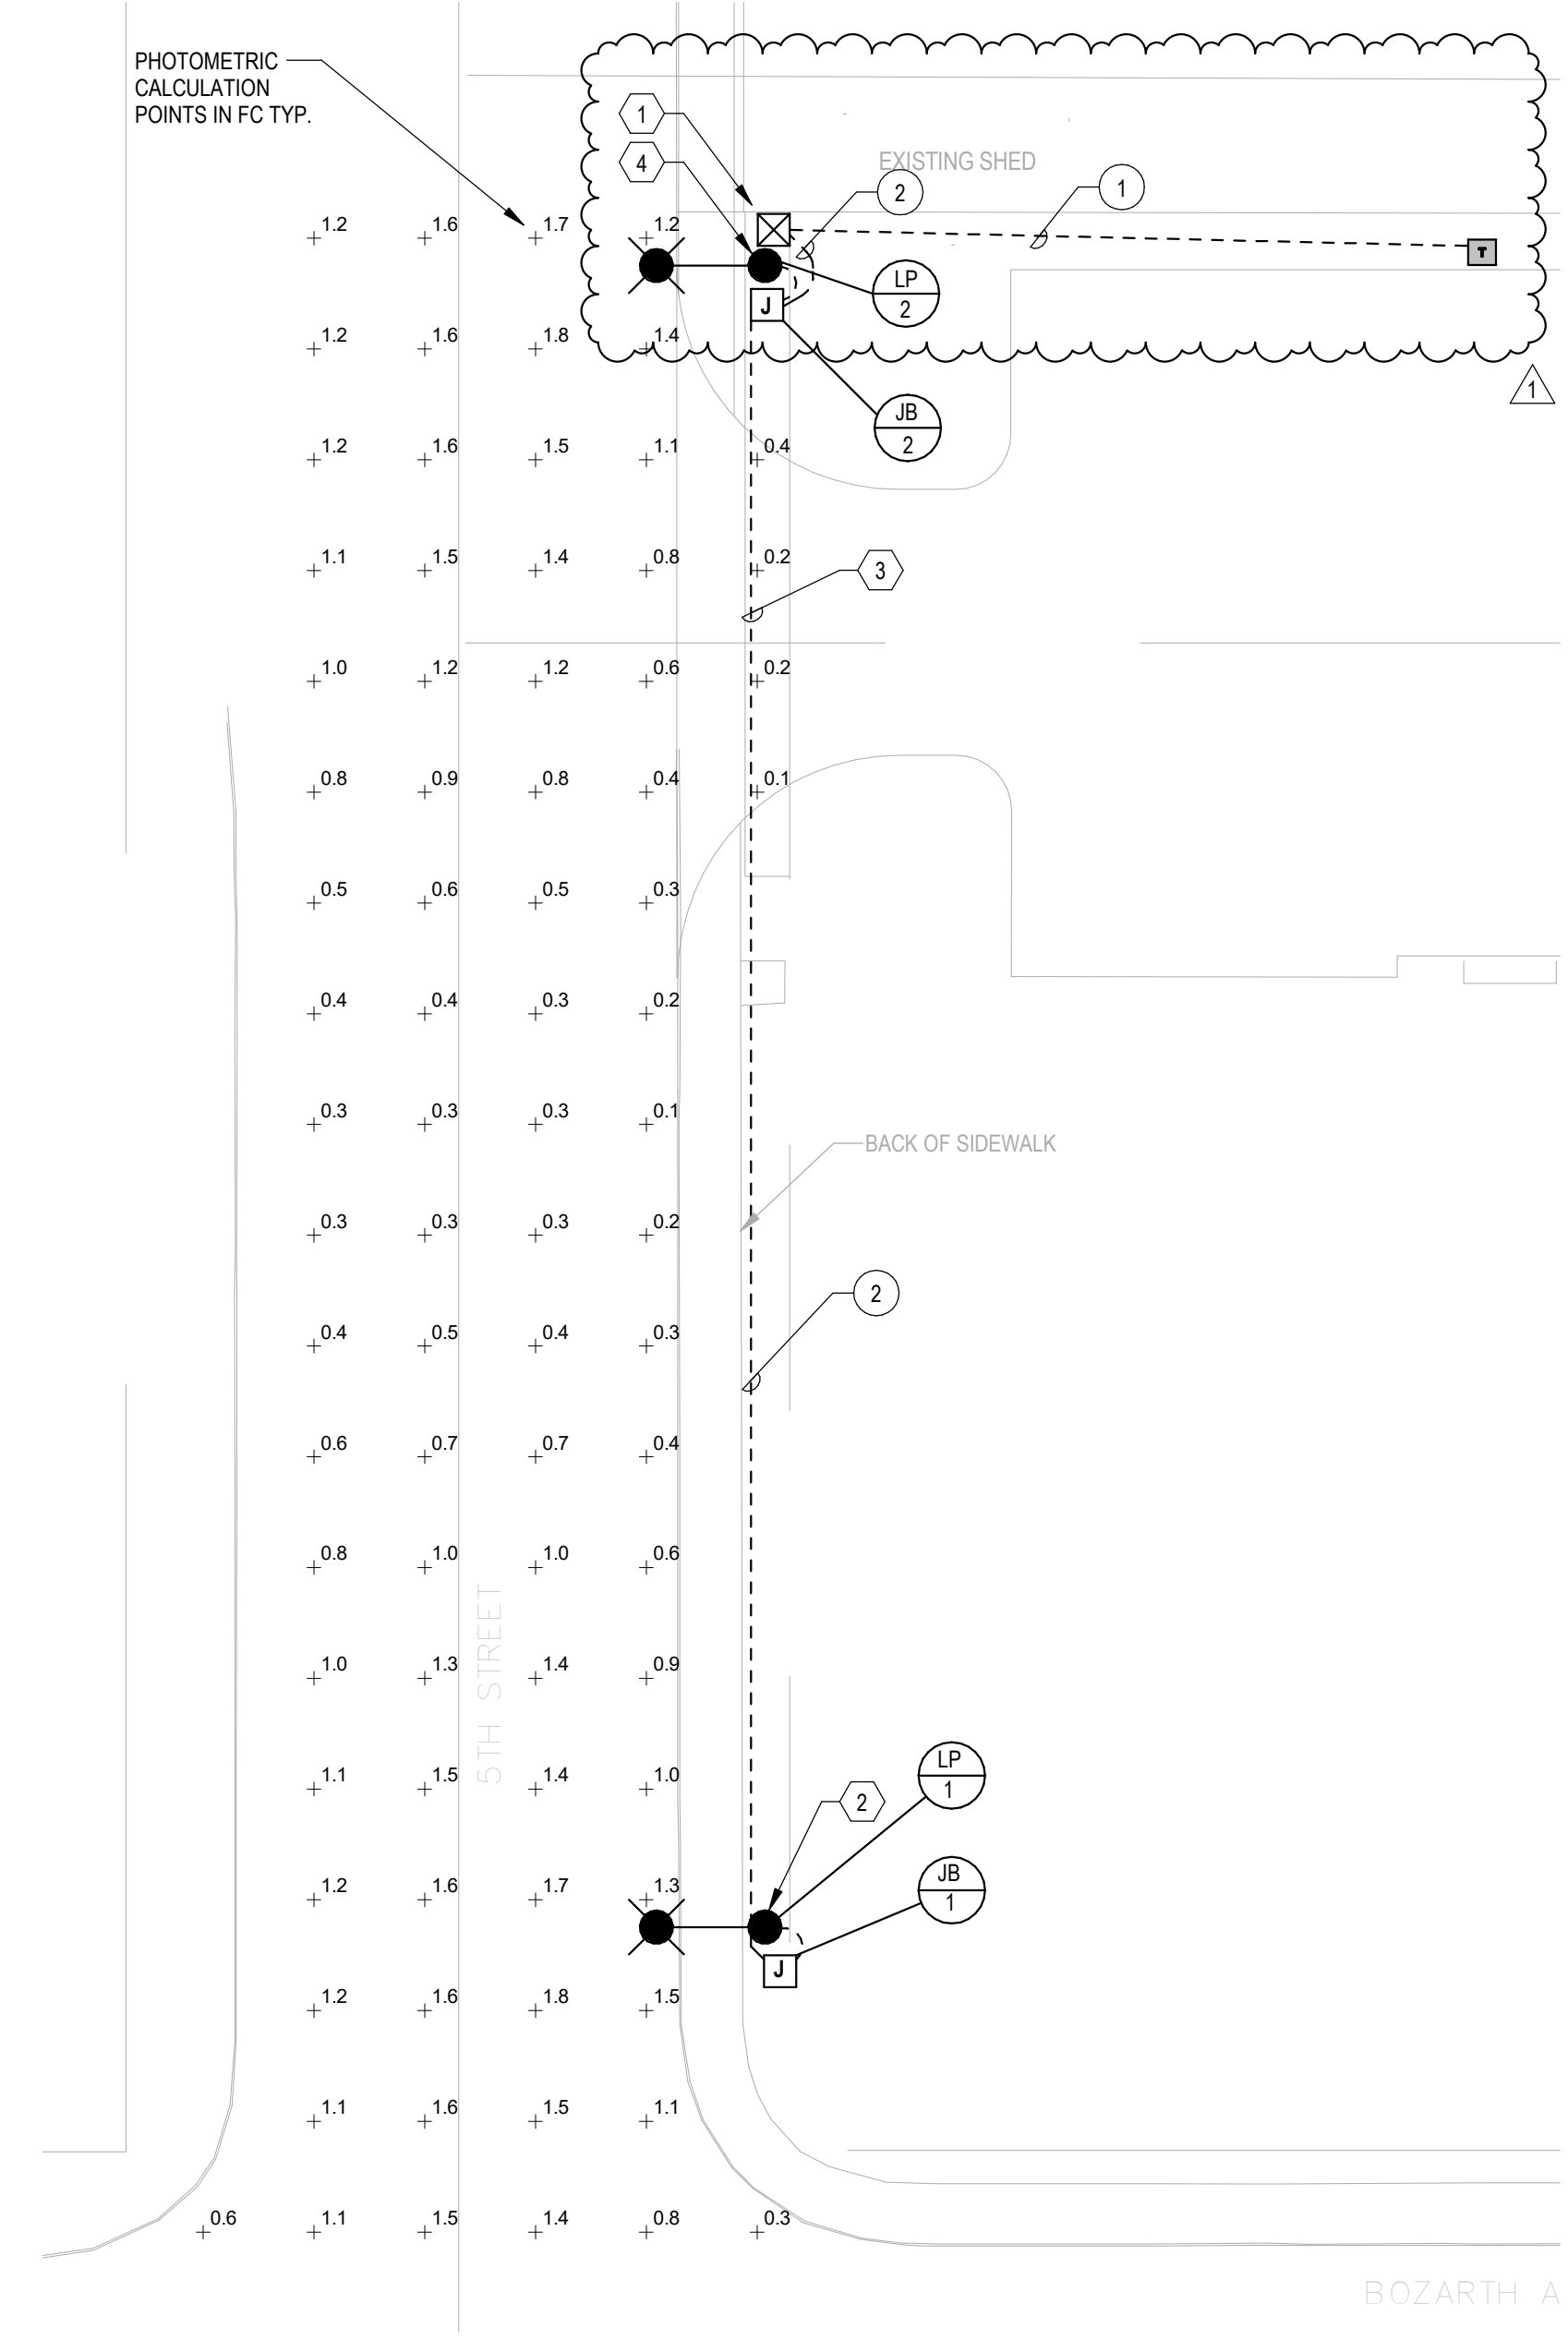 PHOTOMETRIC
CALCULATION
POINTS IN FC TYP.
1
4
EXISTING SHED
2
1
1.2 1.6 1.7 1.2
T
LP
2
J
1.2 1.6 1.8 1.4
1
JB
2
1.2 1.6 1.5 1.1 0.4
1.1 1.5 1.4 0.8 0.2
3
1.0 1.2 1.2 0.6 0.2
0.8 0.9 0.8 0.4 0.1
0.5 0.6 0.5 0.3
0.4 0.4 0.3 0.2
0.3 0.3 0.3 0.1
BACK OF SIDEWALK
0.3 0.3 0.3 0.2
2
0.4 0.5 0.4 0.3
0.6 0.7 0.7 0.4
0.8 1.0 1.0 0.6
5TH STREET
1.0 1.3 1.4 0.9
1.1 1.5 1.4 1.0
LP
1
2
JB
1
1.2 1.6 1.7 1.3
J
1.2 1.6 1.8 1.5
1.1 1.6 1.5 1.1
0.6 1.1 1.5 1.4 0.8 0.3
BOZARTH A